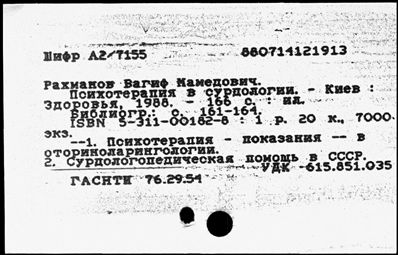 Шифр А2/7155 880714121913
Рахманов Вагиф Мамедович.
Психотерапия в сурдологии. - Киев :
Здоровья, 1988. - 166 с. : ил.
Библиогр.: с. 161-164.
ISBN 5-311-00162-8 : 1 р. 20 к., 7000
экз.
--1. Психотерапия - показания -- в
оториноларингологии.
2. Сурдологопедическая помощь в СССР.
УДК 615.851.035
ГАСНТИ 76.29.54